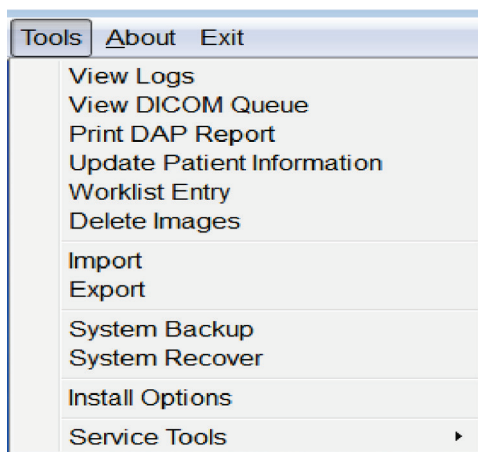 Tools About Exit
View Logs
View DICOM Queue
Print DAP Report
Update Patient Information
Worklist Entry
Delete Images
Import
Export
System Backup
System Recover
Install Options
Service Tools